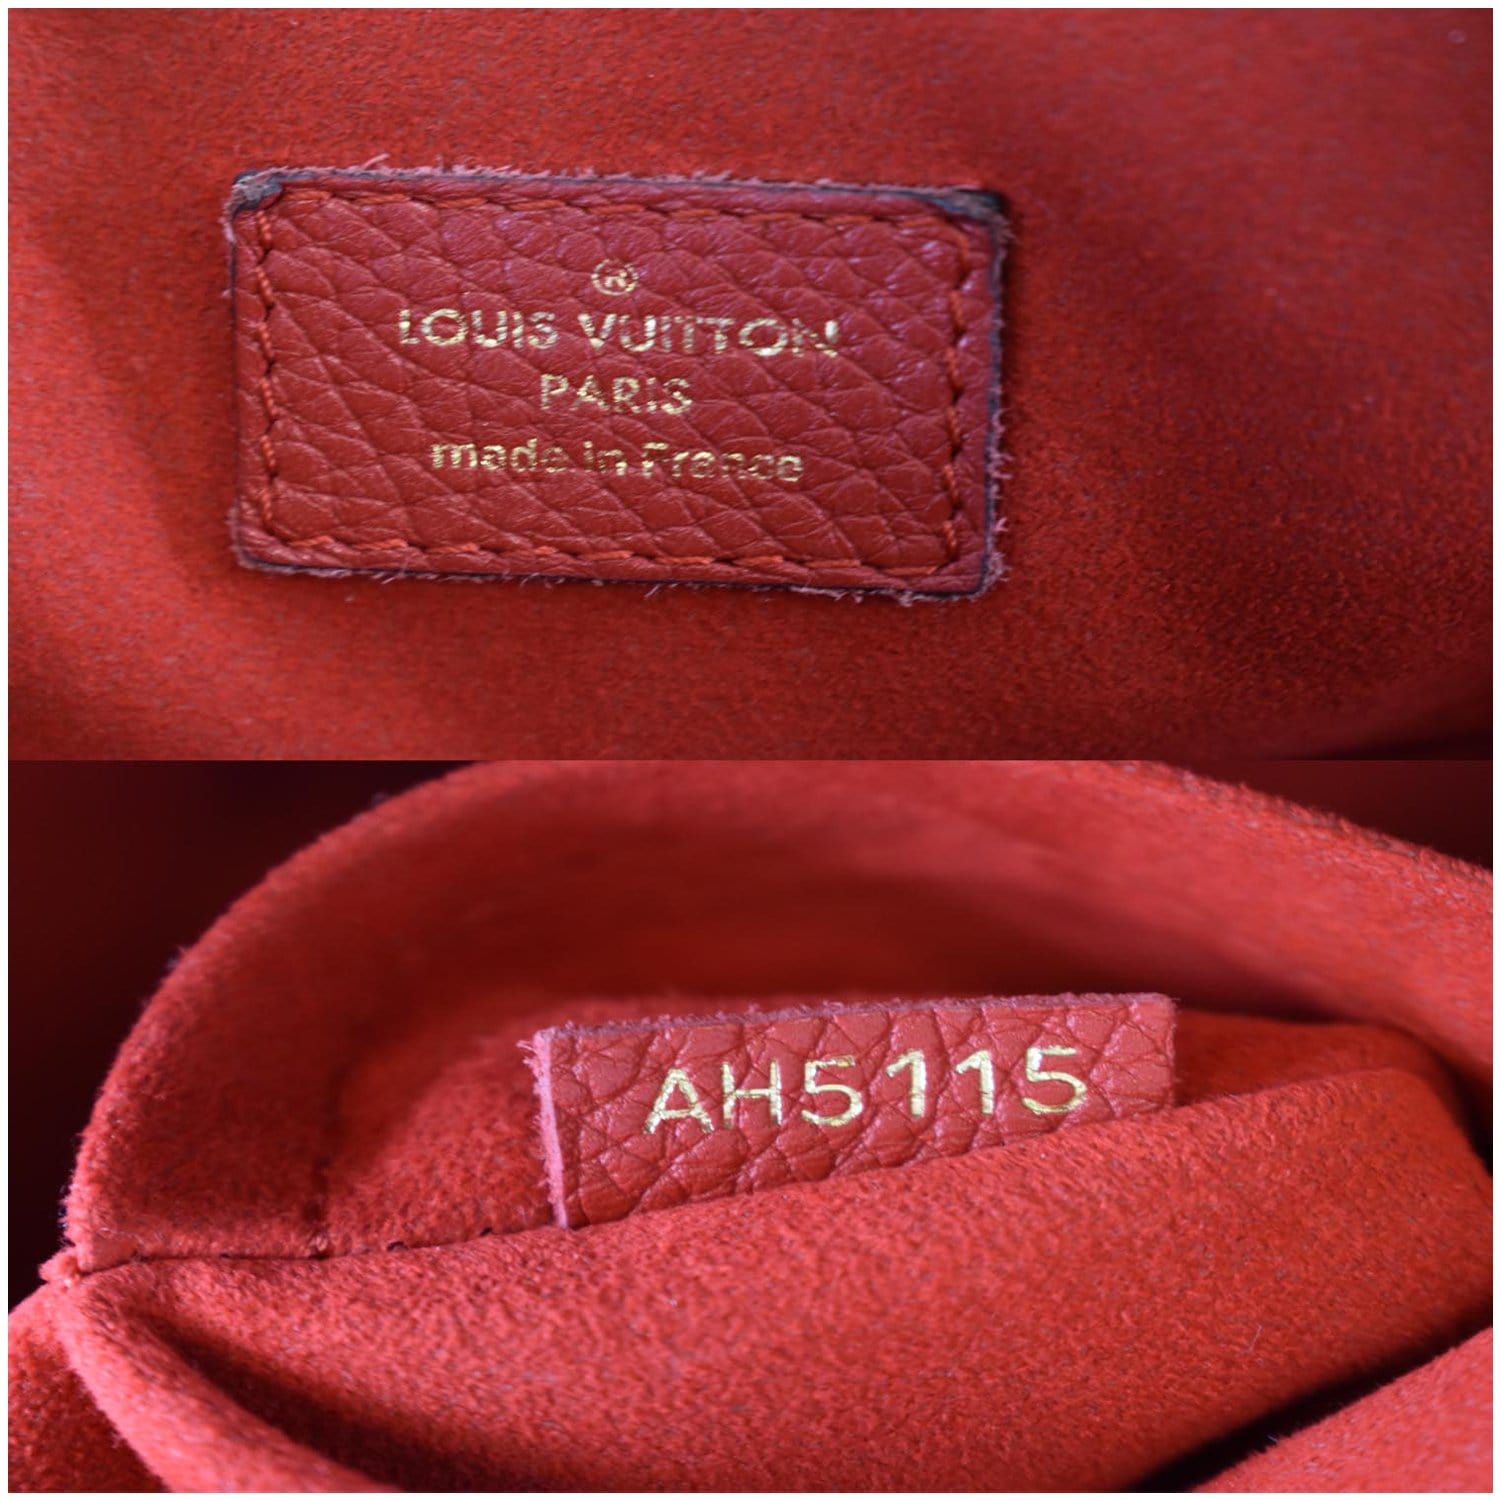 ®
LOUIS VUITTON
PARIS
made in France
AH5115